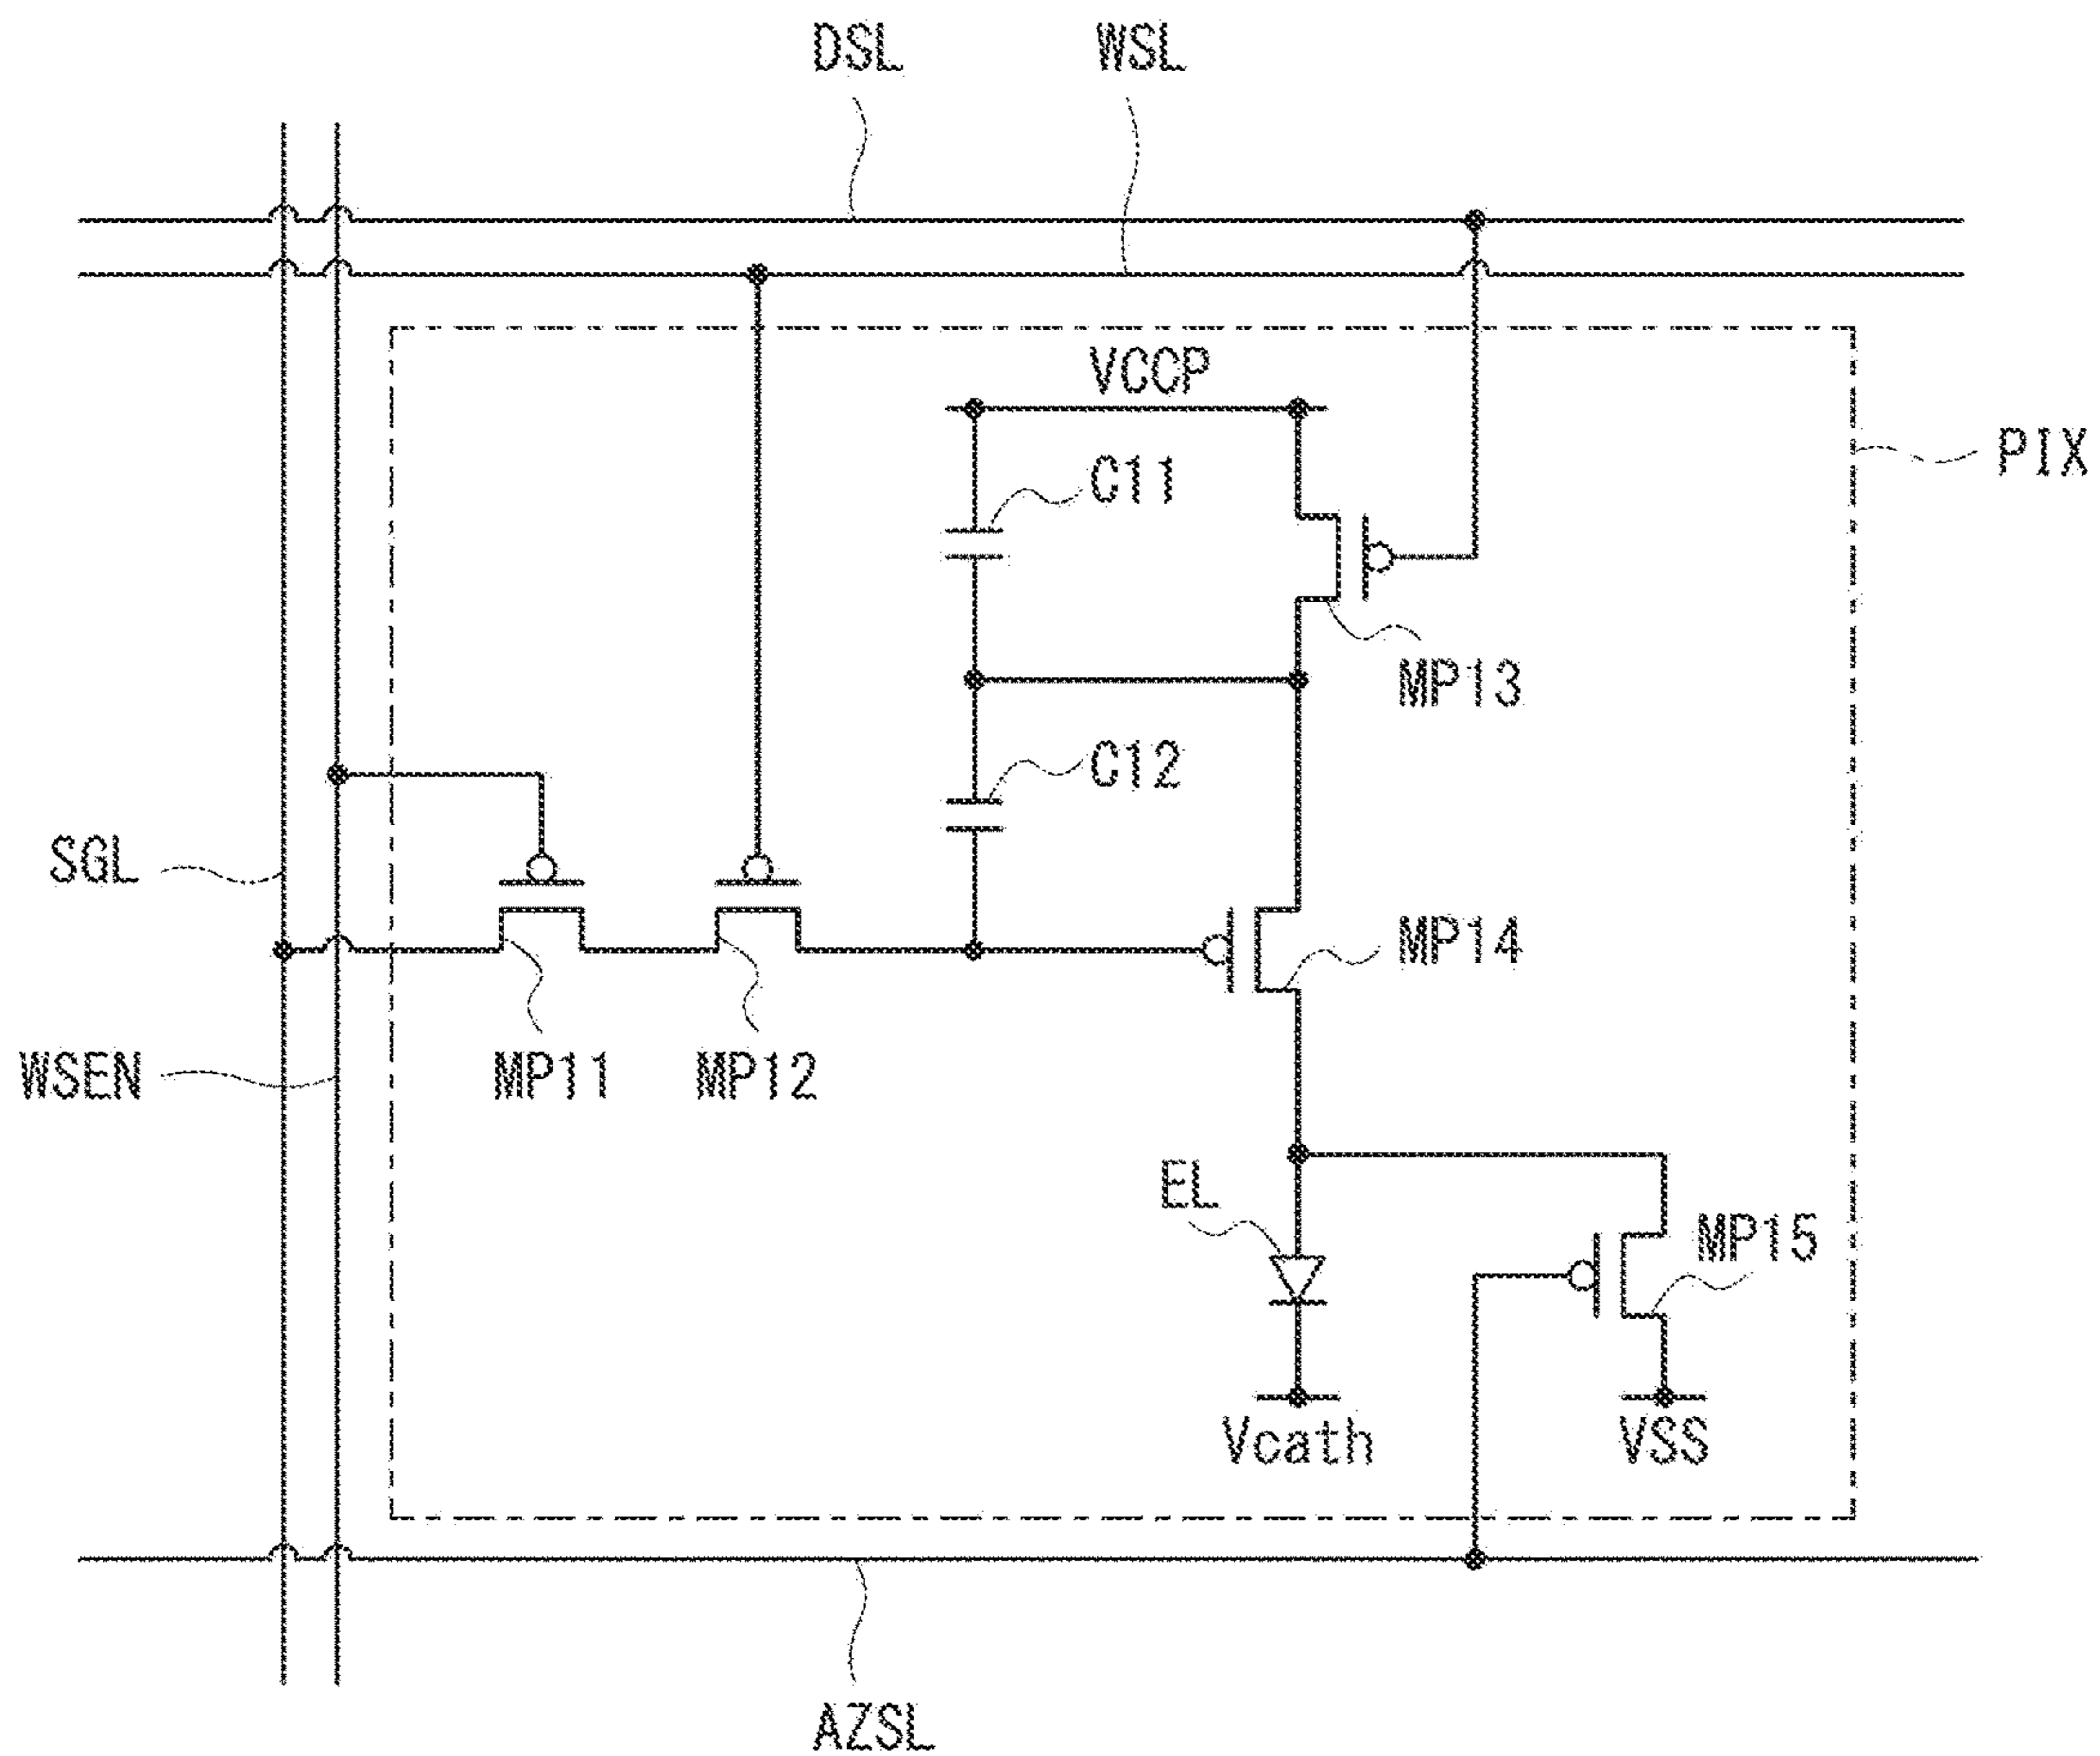 DSL
WSL
VCCP
PIX
C11
MP13
C12
SGL
MP14
WSEN
MP11
MP12
EL
MP15
Vcath
VSS
AZSL